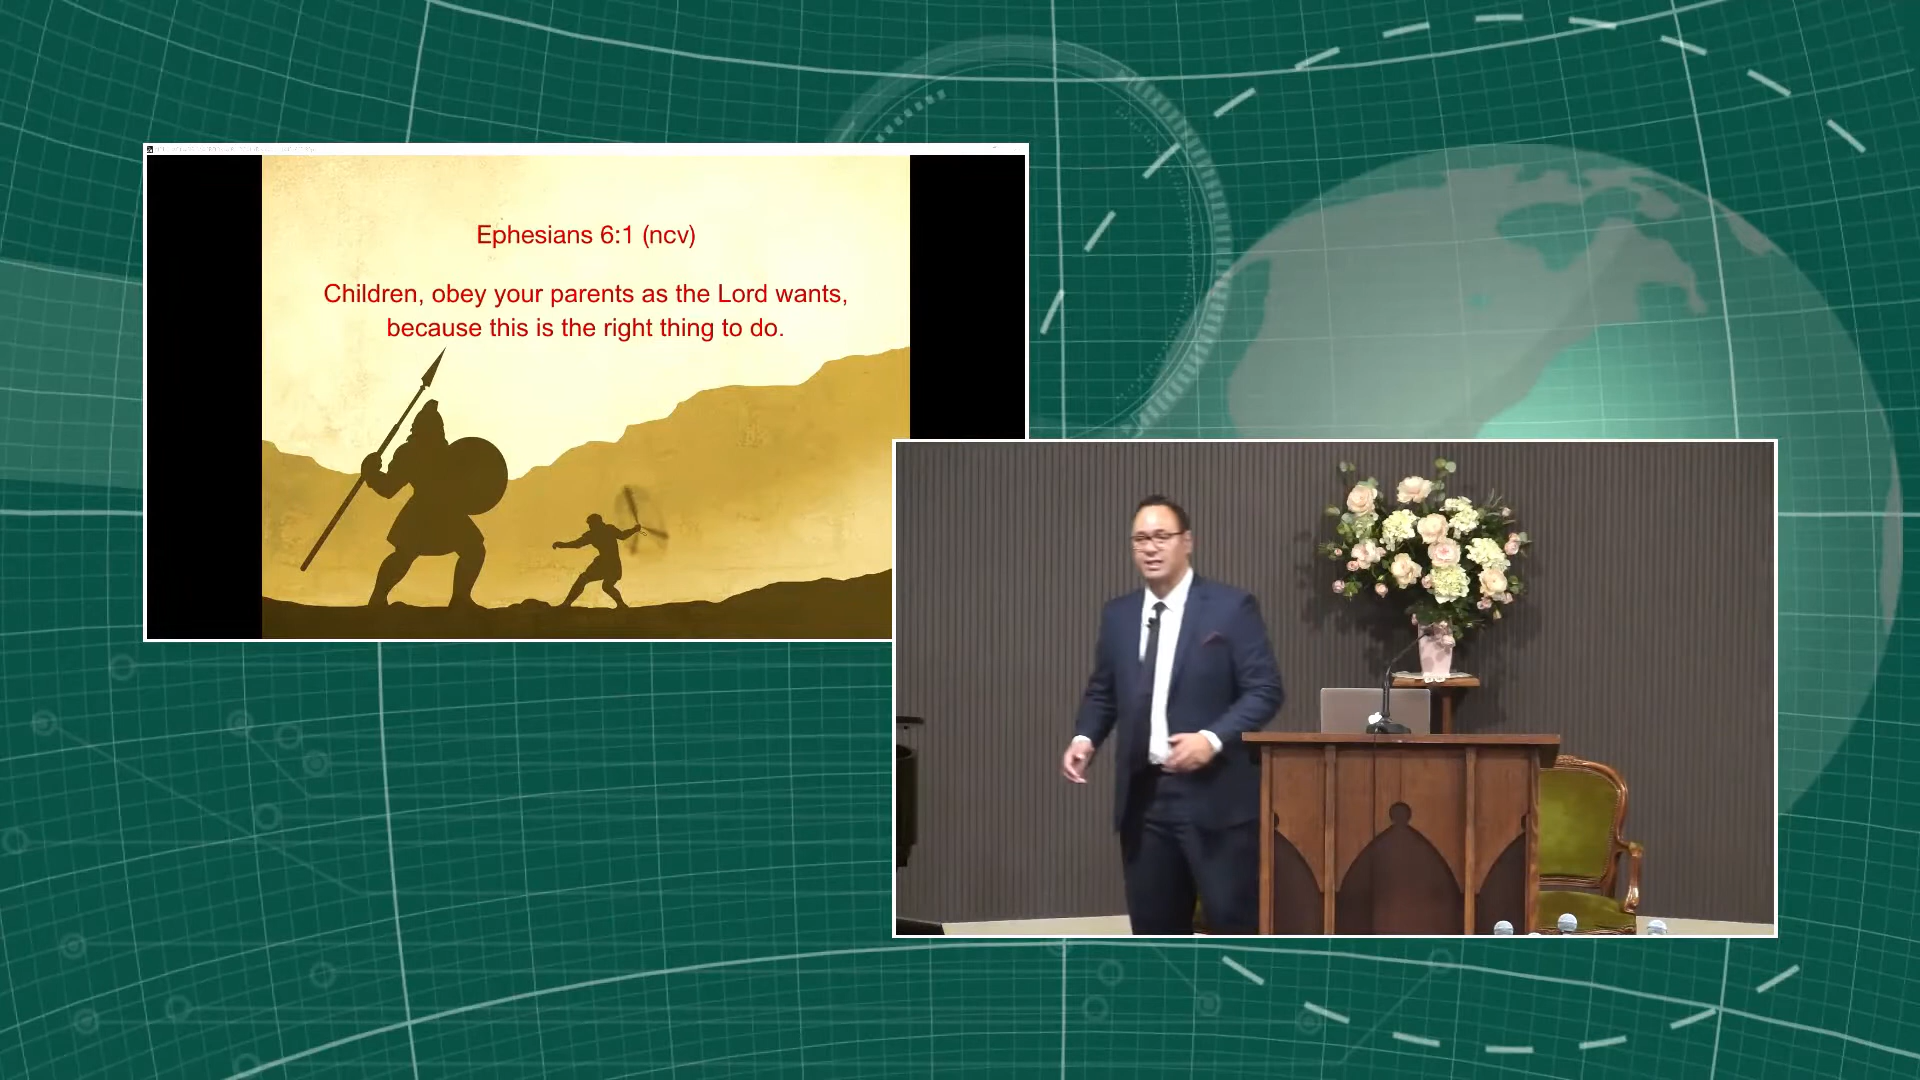 Ephesians 6:1 (ncv)
Children, obey your parents as the Lord wants,
because this is the right thing to do.